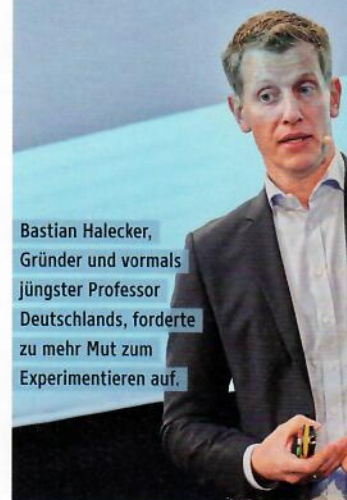 Bastian Halecker,
Gründer und vormals
jüngster Professor
Deutschlands, forderte
zu mehr Mut zum
Experimentieren auf.